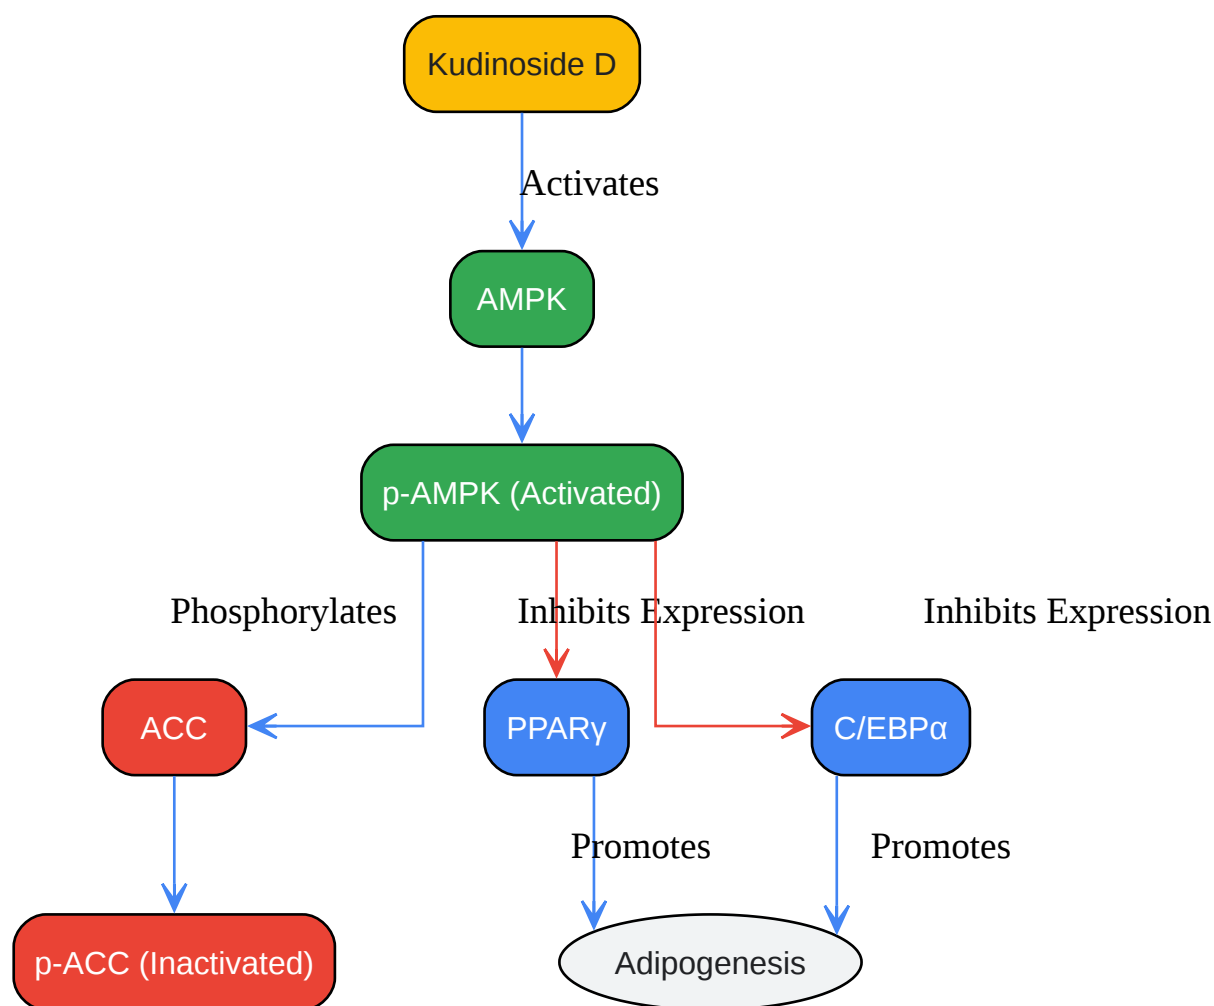 Kudinoside D
Activates
AMPK
p-AMPK (Activated)
Phosphorylates
Inhibits Expression
Inhibits Expression
ACC
PPARγ
C/EBPα
Promotes
Promotes
p-ACC (Inactivated)
Adipogenesis